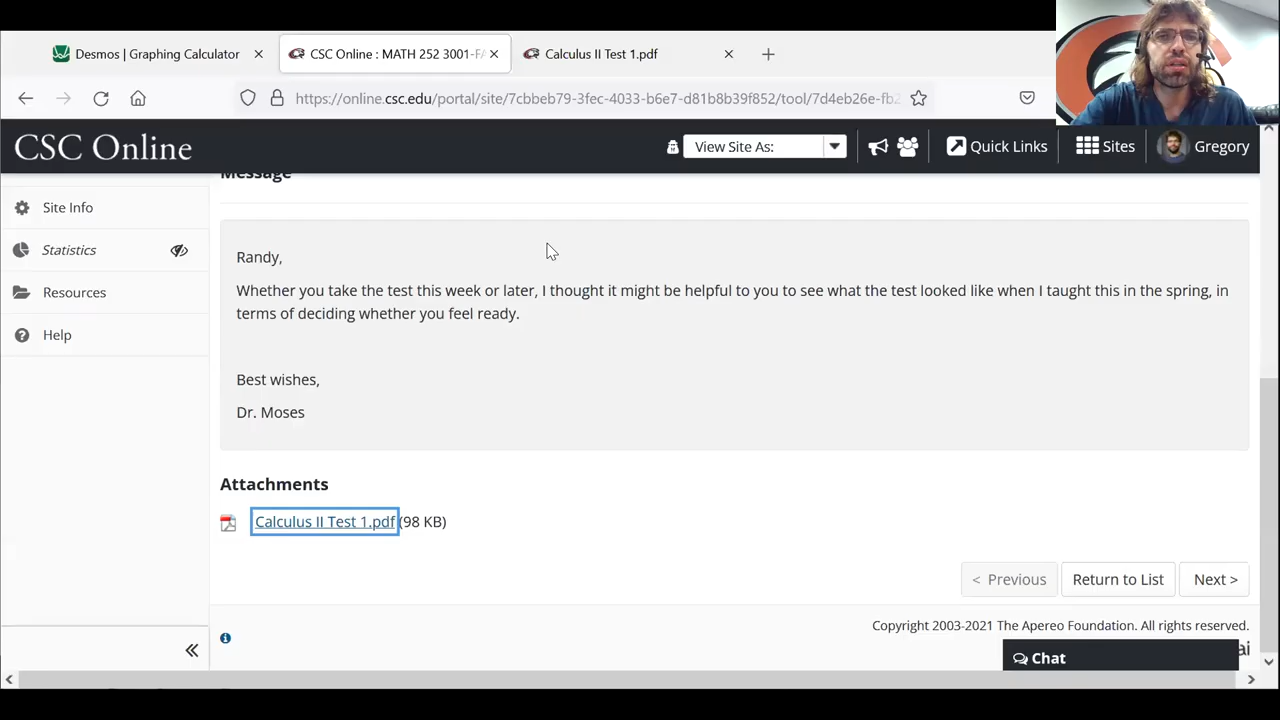 Desmos | Graphing Calculator
CSC Online : MATH 252 3001-FA
Calculus II Test 1.pdf
https://online.csc.edu/portal/site/7cbbeb79-3fec-4033-b6e7-d81b8b39f852/tool/7d4eb26e-fb2
CSC Online
View Site As:
Quick Links
Sites
Gregory
Site Info
Statistics
Resources
Help
Message
Randy,
Whether you take the test this week or later, I thought it might be helpful to you to see what the test looked like when I taught this in the spring, in
terms of deciding whether you feel ready.
Best wishes,
Dr. Moses
Attachments
Calculus II Test 1.pdf (98 KB)
< Previous
Return to List
Next >
Copyright 2003-2021 The Apereo Foundation. All rights reserved.
ai
Chat